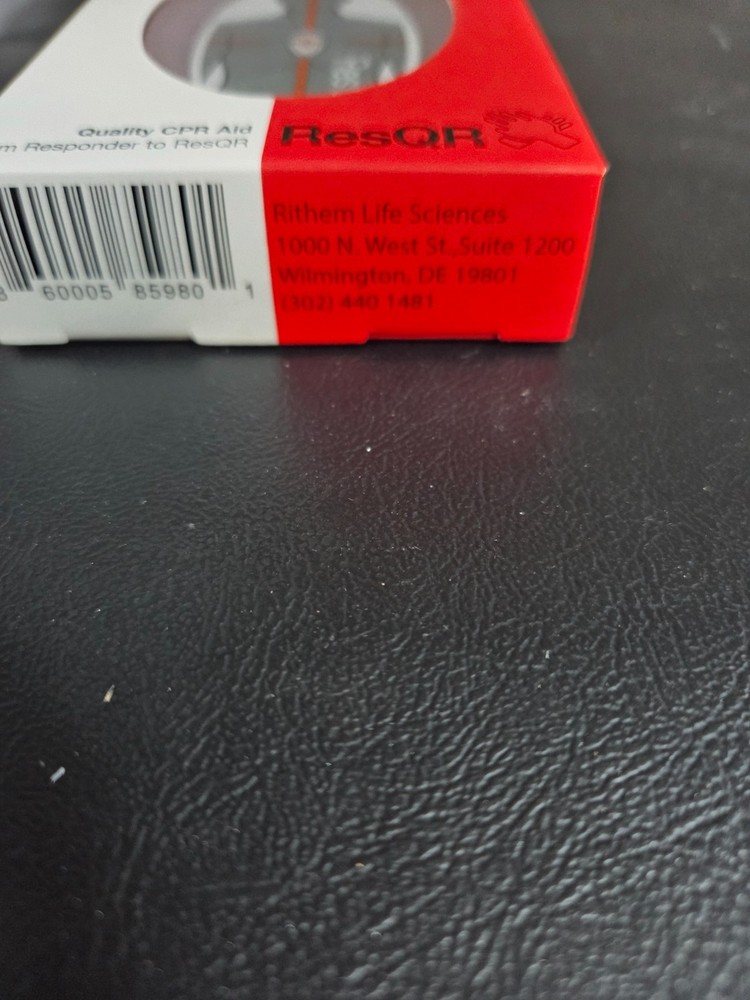 Quality CPR Aid
m Responder to ResQR
ResQR
Rithem Life Sciences
1000 N. West St.,Suite 1200
Wilmington, DE 19801
(302) 440 1481
8 60005 85980 1